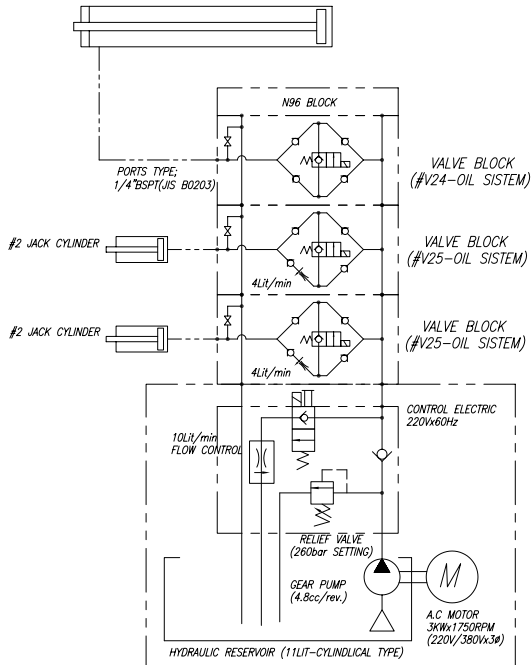 N96 BLOCK
PORTS TYPE;
1/4"BSPT(JIS B0203)
VALVE BLOCK
(#V24-OIL SISTEM)
#2 JACK CYLINDER
4Lit/min
VALVE BLOCK
(#V25-OIL SISTEM)
#2 JACK CYLINDER
4Lit/min
VALVE BLOCK
(#V25-OIL SISTEM)
CONTROL ELECTRIC
220Vx60Hz
10Lit/min
FLOW CONTROL
RELIEF VALVE
(260bar SETTING)
GEAR PUMP
(4.8cc/rev.)
M
A.C MOTOR
3KWx1750RPM
(220V/380Vx3ø)
HYDRAULIC RESERVOIR (11LIT-CYLINDLICAL TYPE)